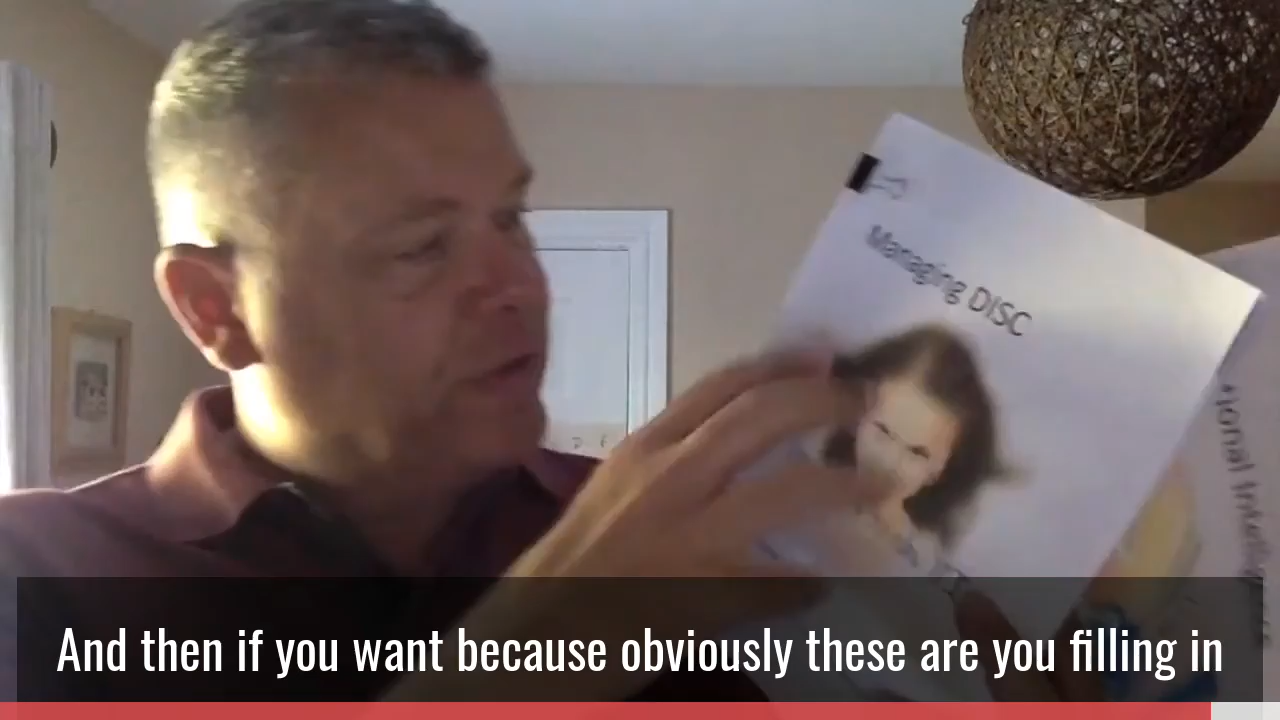 Managing DISC
And then if you want because obviously these are you filling in